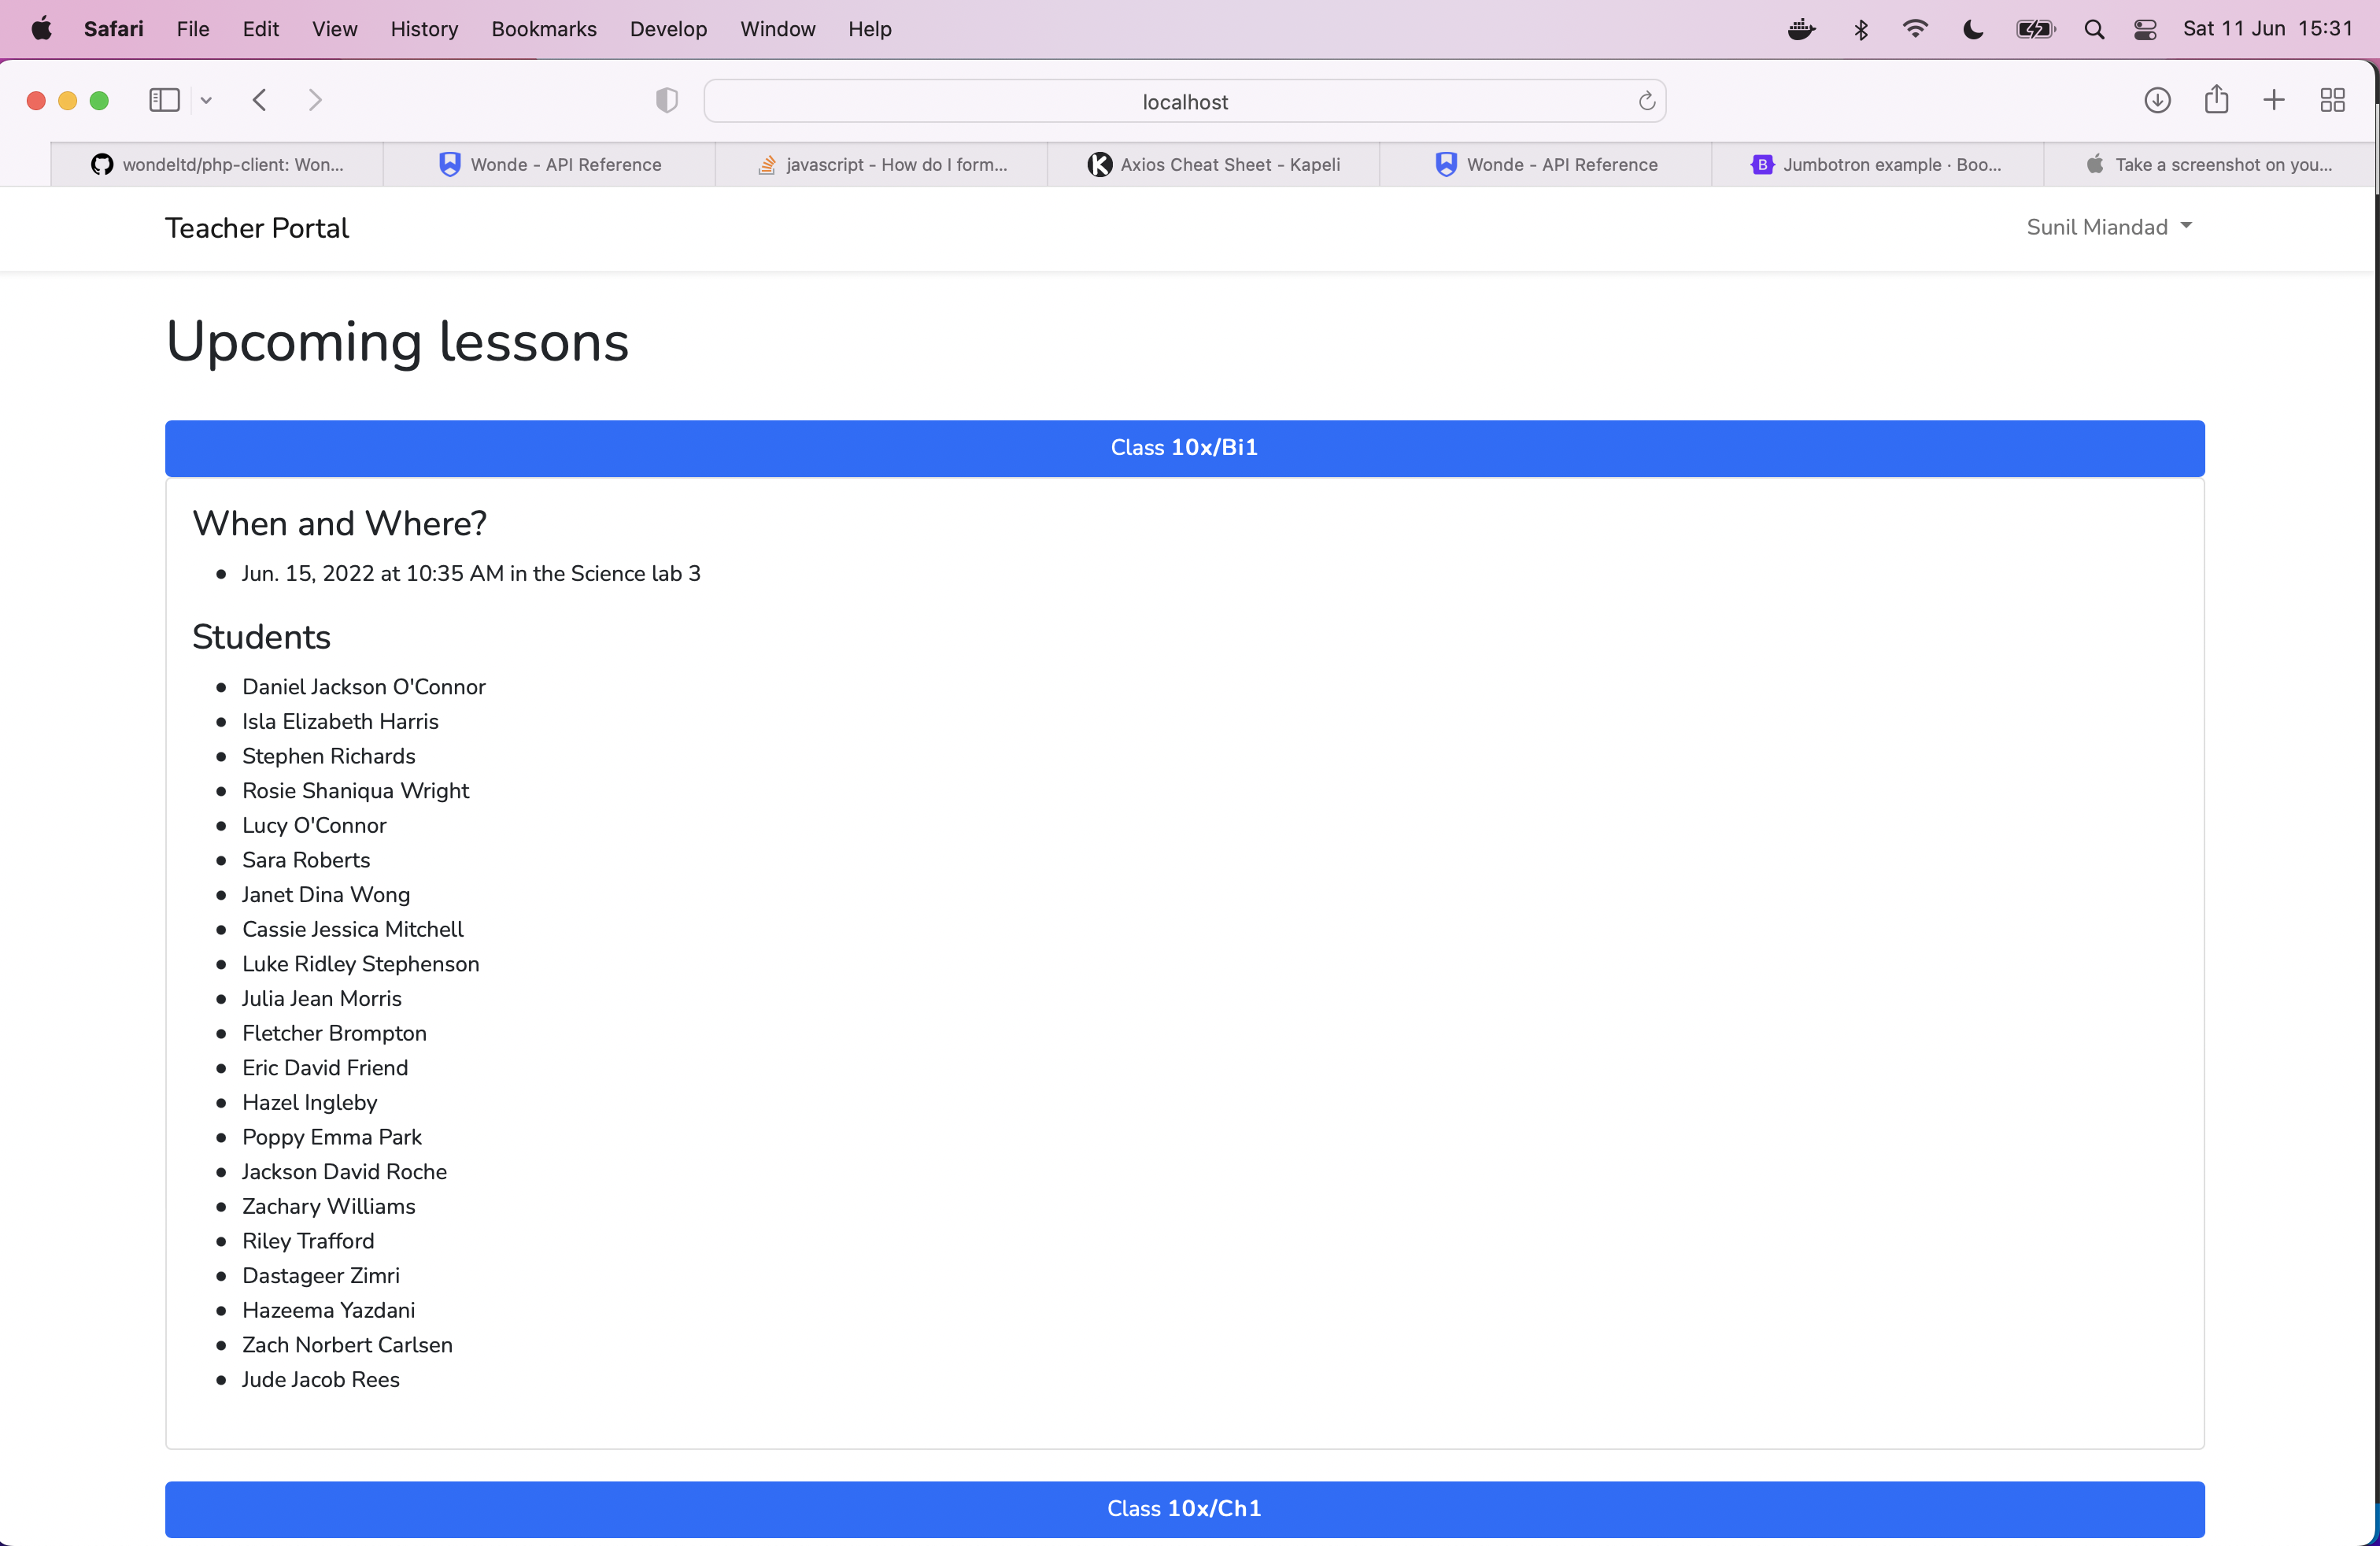 Safari File Edit View History Bookmarks Develop Window Help Sat 11 Jun 15:31
localhost
wondeltd/php-client: Won... Wonde - API Reference javascript - How do I form... Axios Cheat Sheet - Kapeli Wonde - API Reference B Jumbotron example · Boo... Take a screenshot on you...
Teacher Portal Sunil Miandad
Upcoming lessons
Class 10x/Bi1
When and Where?
Jun. 15, 2022 at 10:35 AM in the Science lab 3
Students
Daniel Jackson O'Connor
Isla Elizabeth Harris
Stephen Richards
Rosie Shaniqua Wright
Lucy O'Connor
Sara Roberts
Janet Dina Wong
Cassie Jessica Mitchell
Luke Ridley Stephenson
Julia Jean Morris
Fletcher Brompton
Eric David Friend
Hazel Ingleby
Poppy Emma Park
Jackson David Roche
Zachary Williams
Riley Trafford
Dastageer Zimri
Hazeema Yazdani
Zach Norbert Carlsen
Jude Jacob Rees
Class 10x/Ch1